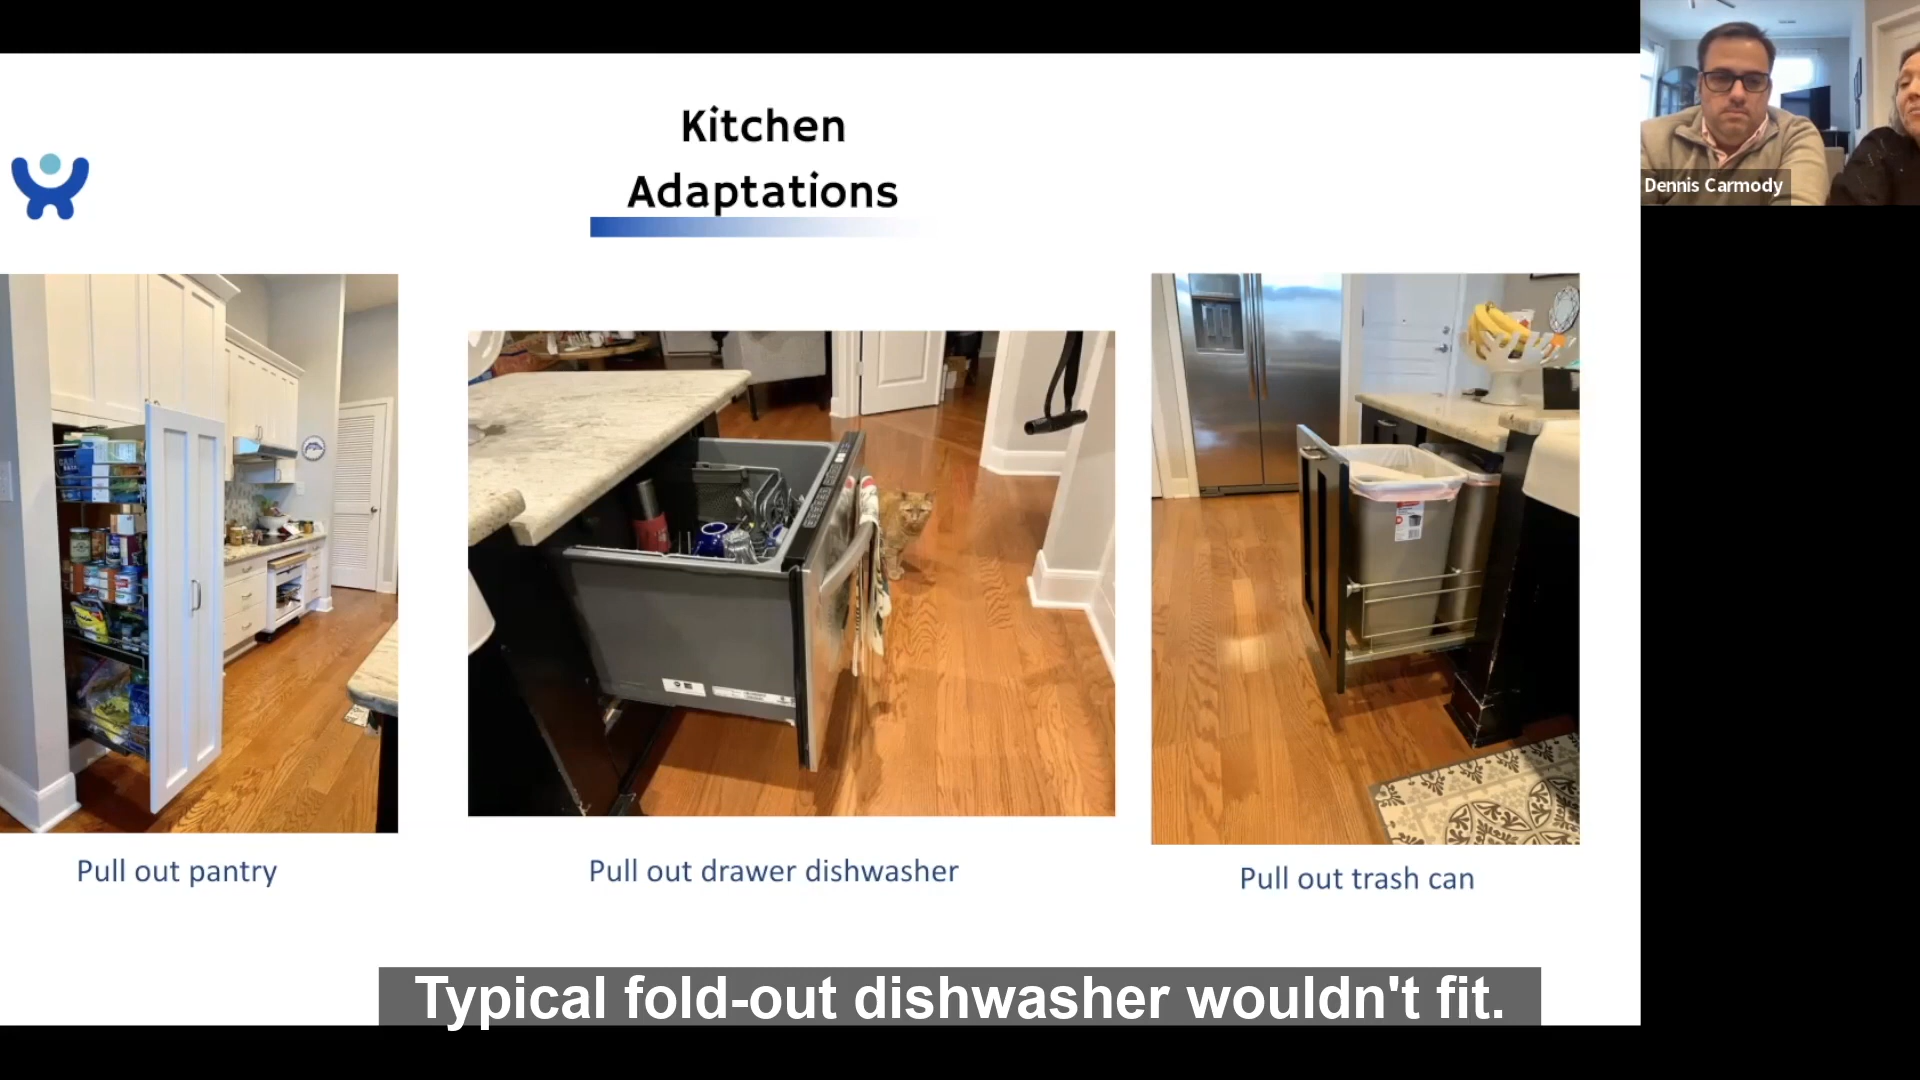 Kitchen
Adaptations
Dennis Carmody
Pull out pantry
Pull out drawer dishwasher
Pull out trash can
Typical fold-out dishwasher wouldn't fit.